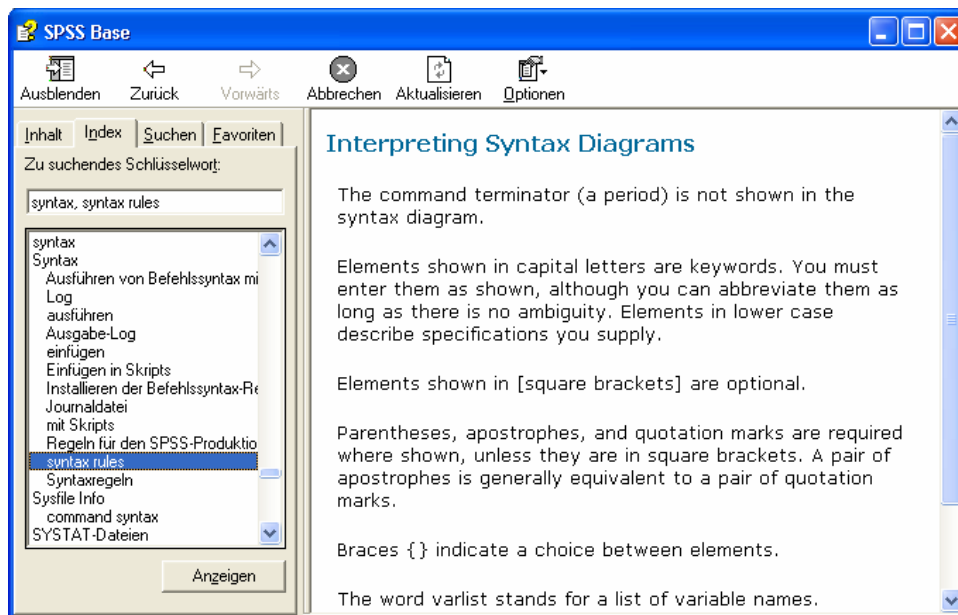 SPSS Base
Ausblenden Zurück Vorwärts Abbrechen Aktualisieren Optionen
Inhalt Index Suchen Favoriten
Zu suchendes Schlüsselwort:
syntax, syntax rules
syntax
Syntax
Ausführen von Befehlssyntax mi
Log
ausführen
Ausgabe-Log
einfügen
Einfügen in Skripts
Installieren der Befehlssyntax-Re
Journaldatei
mit Skripts
Regeln für den SPSS-Produktio
syntax rules
Syntaxregeln
Sysfile Info
command syntax
SYSTAT-Dateien
Anzeigen
Interpreting Syntax Diagrams
The command terminator (a period) is not shown in the
syntax diagram.
Elements shown in capital letters are keywords. You must
enter them as shown, although you can abbreviate them as
long as there is no ambiguity. Elements in lower case
describe specifications you supply.
Elements shown in [square brackets] are optional.
Parentheses, apostrophes, and quotation marks are required
where shown, unless they are in square brackets. A pair of
apostrophes is generally equivalent to a pair of quotation
marks.
Braces {} indicate a choice between elements.
The word varlist stands for a list of variable names.